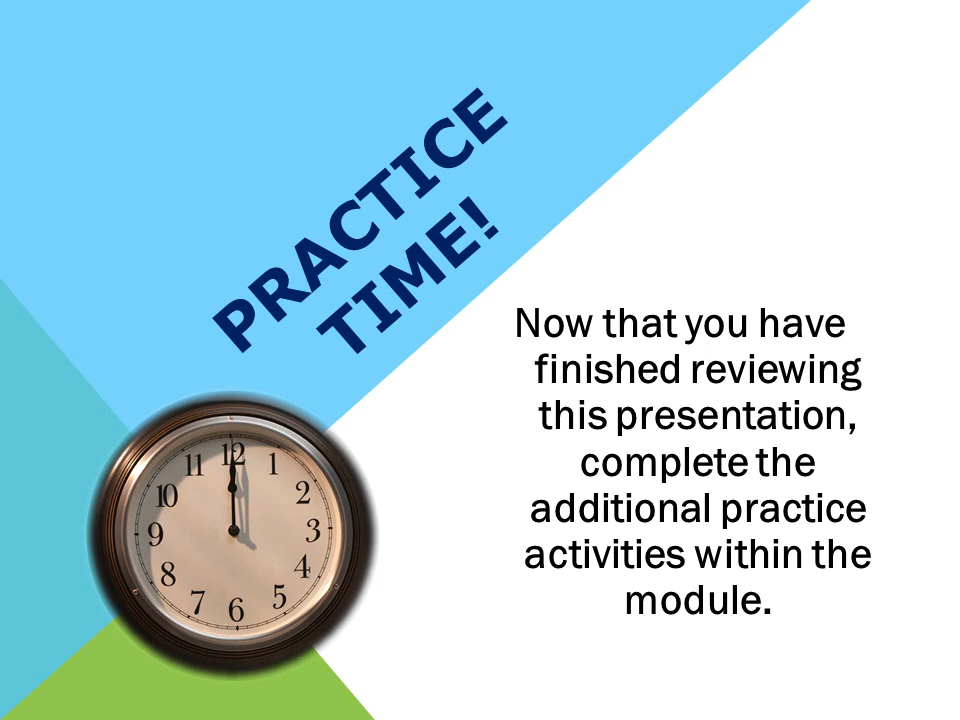 PRACTICE
TIME!
Now that you have
finished reviewing
this presentation,
complete the
additional practice
activities within the
module.
12
1
2
3
4
5
6
7
8
9
10
11